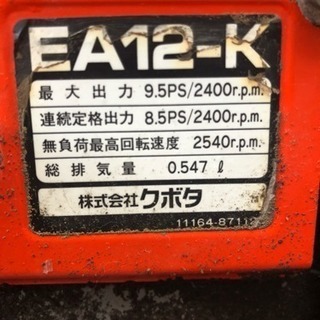 EA12-K
最大出力 9.5PS/2400r.p.m.
連続定格出力 8.5PS/2400r.p.m.
無負荷最高回転速度 2540r.p.m.
総排気量 0.547ℓ
株式会社クボタ